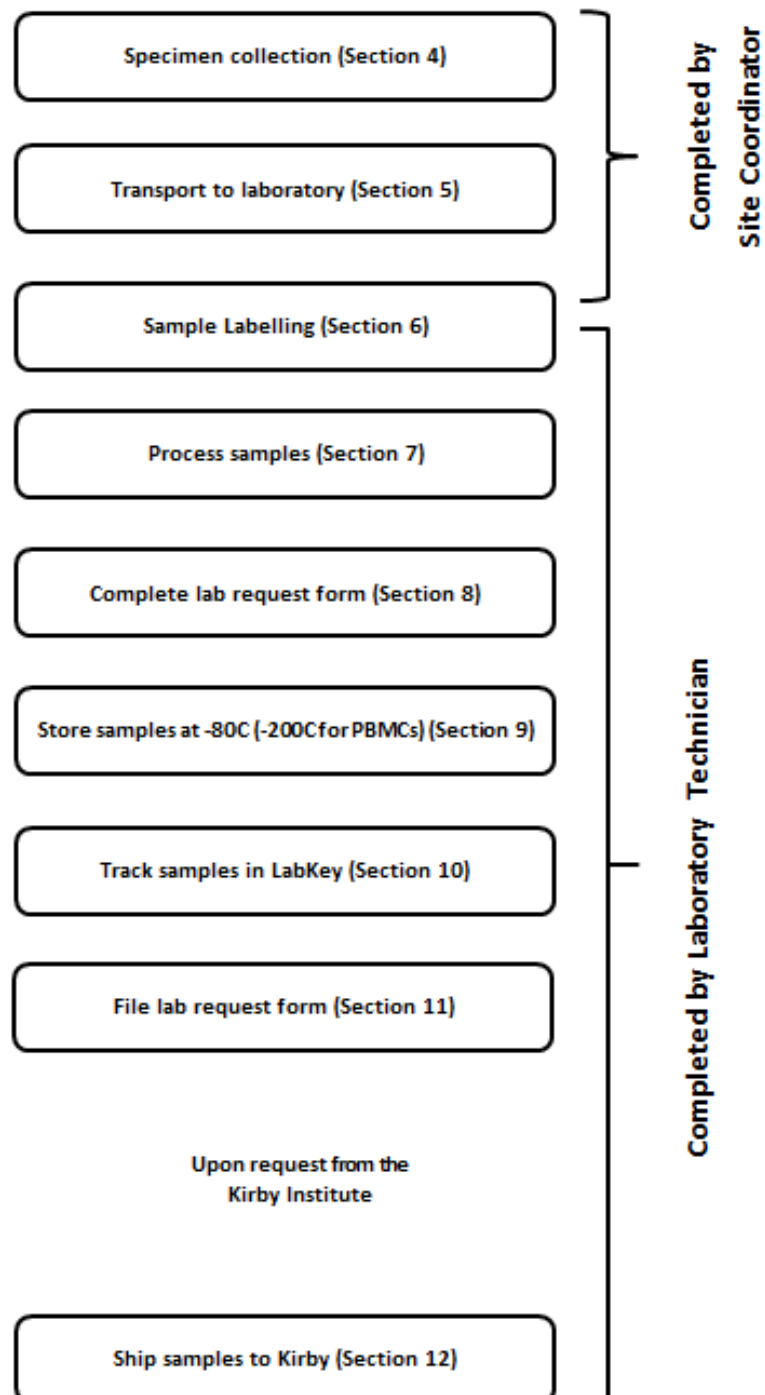 Specimen collection (Section 4)
Transport to laboratory (Section 5)
Completed by
Site Coordinator
Sample Labelling (Section 6)
Process samples (Section 7)
Complete lab request form (Section 8)
Store samples at -80C (-200C for PBMCs) (Section 9)
Track samples in LabKey (Section 10)
File lab request form (Section 11)
Upon request from the
Kirby Institute
Ship samples to Kirby (Section 12)
Completed by Laboratory Technician